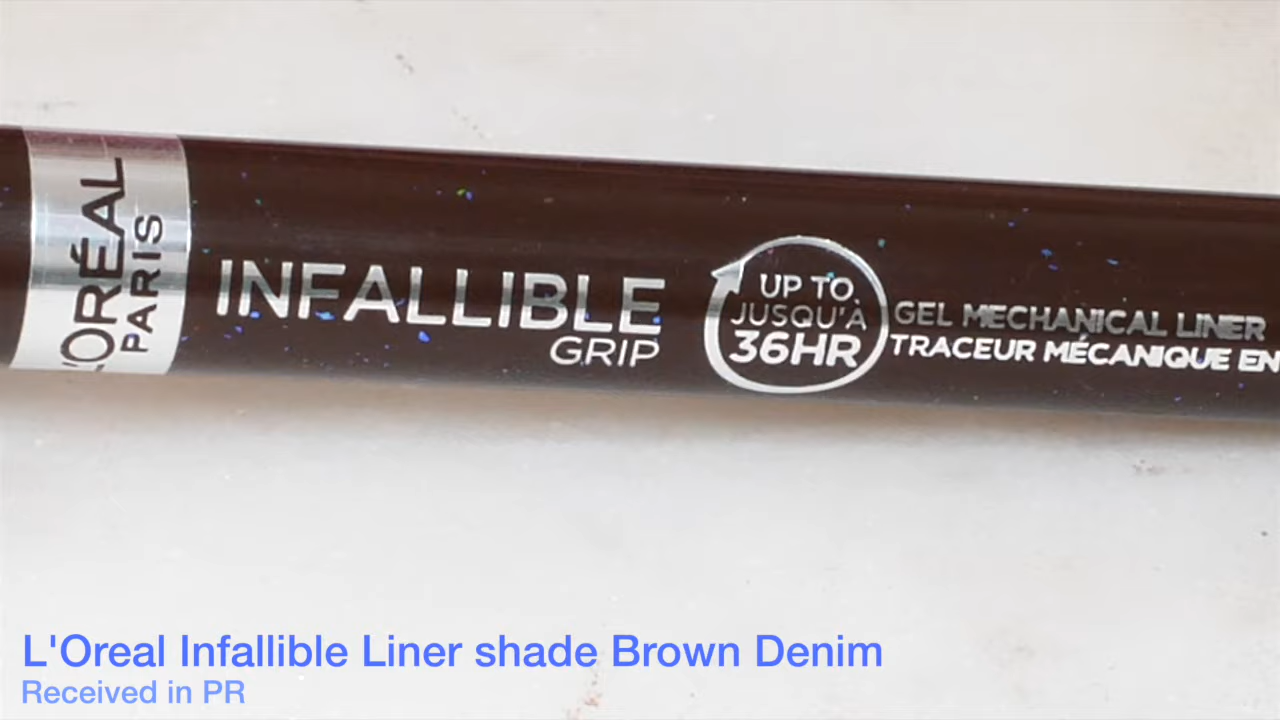 L'ORÉAL
PARIS
INFALLIBLE
GRIP
UP TO
JUSQU'À
36HR
GEL MECHANICAL LINER
TRACEUR MÉCANIQUE EN
L'Oreal Infallible Liner shade Brown Denim
Received in PR